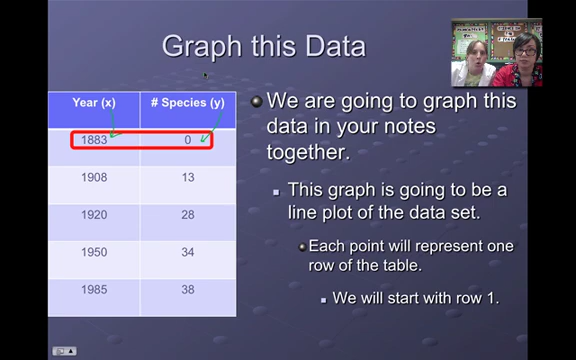 Graph this Data
Year (x) # Species (y)
1883 0
1908 13
1920 28
1950 34
1985 38
We are going to graph this
data in your notes
together.
This graph is going to be a
line plot of the data set.
Each point will represent one
row of the table.
We will start with row 1.